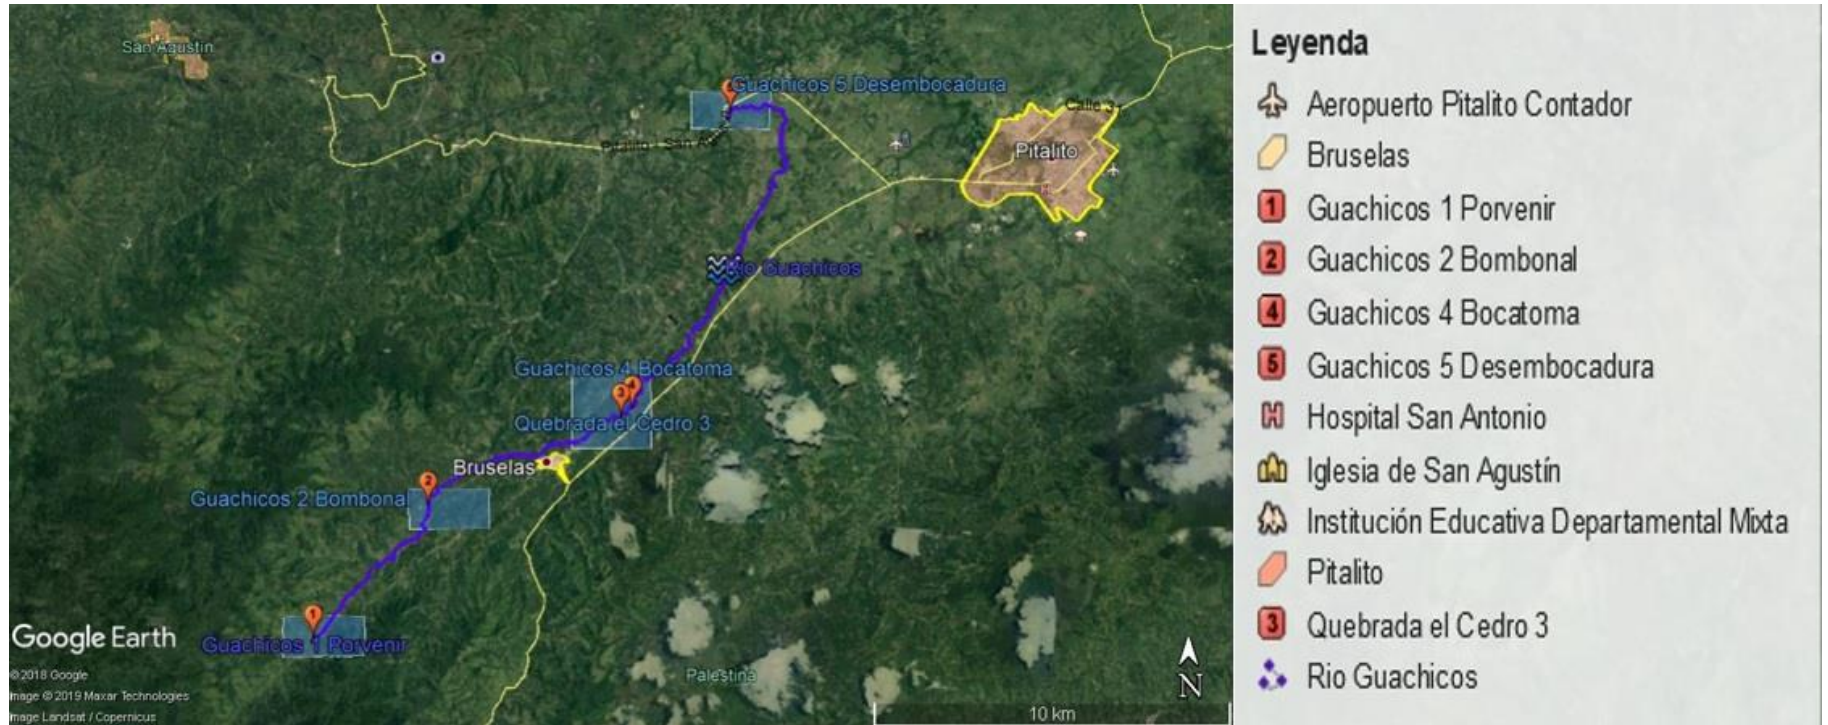 San Agustín
Guachicos 5 Desembocadura
Calle 3
Pitalito - San A
Pitalito
Rio Guachicos
Guachicos 4 Bocatoma
Quebrada el Cedro 3
Bruselas
Guachicos 2 Bombonal
Guachicos 1 Porvenir
Palestina
Google Earth
©2018 Google
Image © 2019 Maxar Technologies
Image Landsat / Copernicus
N
10 km
Leyenda
Aeropuerto Pitalito Contador
Bruselas
1 Guachicos 1 Porvenir
2 Guachicos 2 Bombonal
4 Guachicos 4 Bocatoma
5 Guachicos 5 Desembocadura
H Hospital San Antonio
Iglesia de San Agustín
Institución Educativa Departamental Mixta
Pitalito
3 Quebrada el Cedro 3
Rio Guachicos